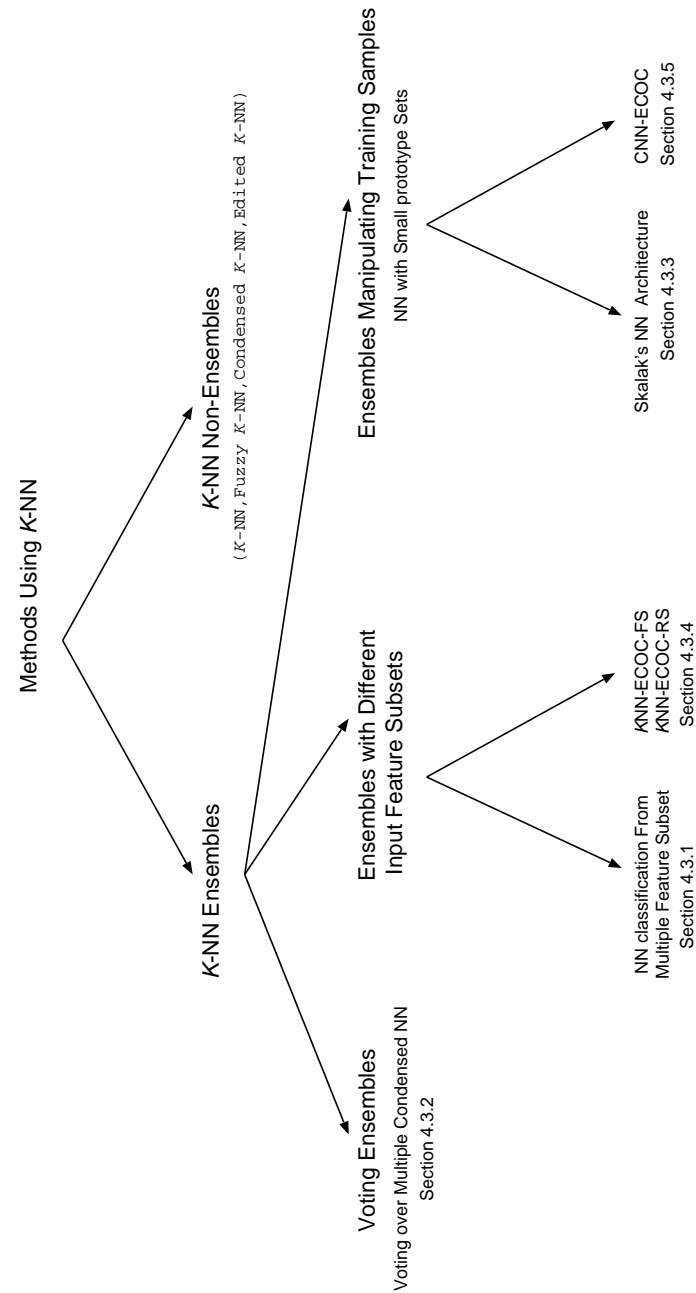 Methods Using K-NN
K-NN Ensembles
K-NN Non-Ensembles
(K-NN,Fuzzy K-NN,Condensed K-NN,Edited K-NN)
Voting Ensembles
Voting over Multiple Condensed NN
Section 4.3.2
Ensembles with Different
Input Feature Subsets
Ensembles Manipulating Training Samples
NN with Small prototype Sets
NN classification From
Multiple Feature Subset
Section 4.3.1
KNN-ECOC-FS
KNN-ECOC-RS
Section 4.3.4
Skalak's NN Architecture
Section 4.3.3
CNN-ECOC
Section 4.3.5